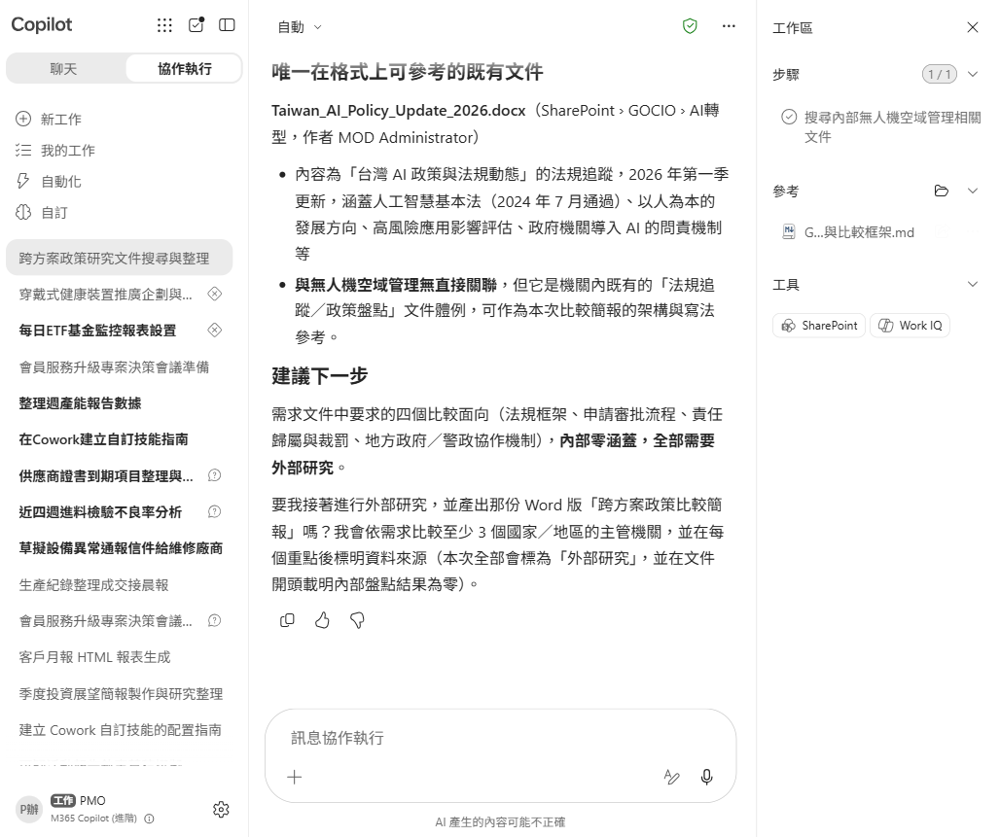 Copilot
聊天
協作執行
新工作
我的工作
自動化
自訂
跨方案政策研究文件搜尋與整理
穿戴式健康裝置推廣企劃與...
每日ETF基金監控報表設置
會員服務升級專案決策會議準備
整理週產能報告數據
在Cowork建立自訂技能指南
供應商證書到期項目整理與...
近四週進料檢驗不良率分析
草擬設備異常通報信件給維修廠商
生產紀錄整理成交接晨報
會員服務升級專案決策會議...
客戶月報 HTML 報表生成
季度投資展望簡報製作與研究整理
建立 Cowork 自訂技能的配置指南
P辦
工作 PMO
M365 Copilot (進階)
自動
唯一在格式上可參考的既有文件
Taiwan_AI_Policy_Update_2026.docx（SharePoint › GOCIO › AI轉
型，作者 MOD Administrator）
• 內容為「台灣 AI 政策與法規動態」的法規追蹤，2026 年第一季
更新，涵蓋人工智慧基本法（2024 年 7 月通過）、以人為本的
發展方向、高風險應用影響評估、政府機關導入 AI 的問責機制
等
• 與無人機空域管理無直接關聯，但它是機關內既有的「法規追
蹤／政策盤點」文件體例，可作為本次比較簡報的架構與寫法
參考。
建議下一步
需求文件中要求的四個比較面向（法規框架、申請審批流程、責任
歸屬與裁罰、地方政府／警政協作機制），內部零涵蓋，全部需要
外部研究。
要我接著進行外部研究，並產出那份 Word 版「跨方案政策比較簡
報」嗎？我會依需求比較至少 3 個國家／地區的主管機關，並在每
個重點後標明資料來源（本次全部會標為「外部研究」，並在文件
開頭載明內部盤點結果為零）。
訊息協作執行
AI 產生的內容可能不正確
工作區
步驟
1 / 1
搜尋內部無人機空域管理相關
文件
參考
G...與比較框架.md
工具
SharePoint
Work IQ